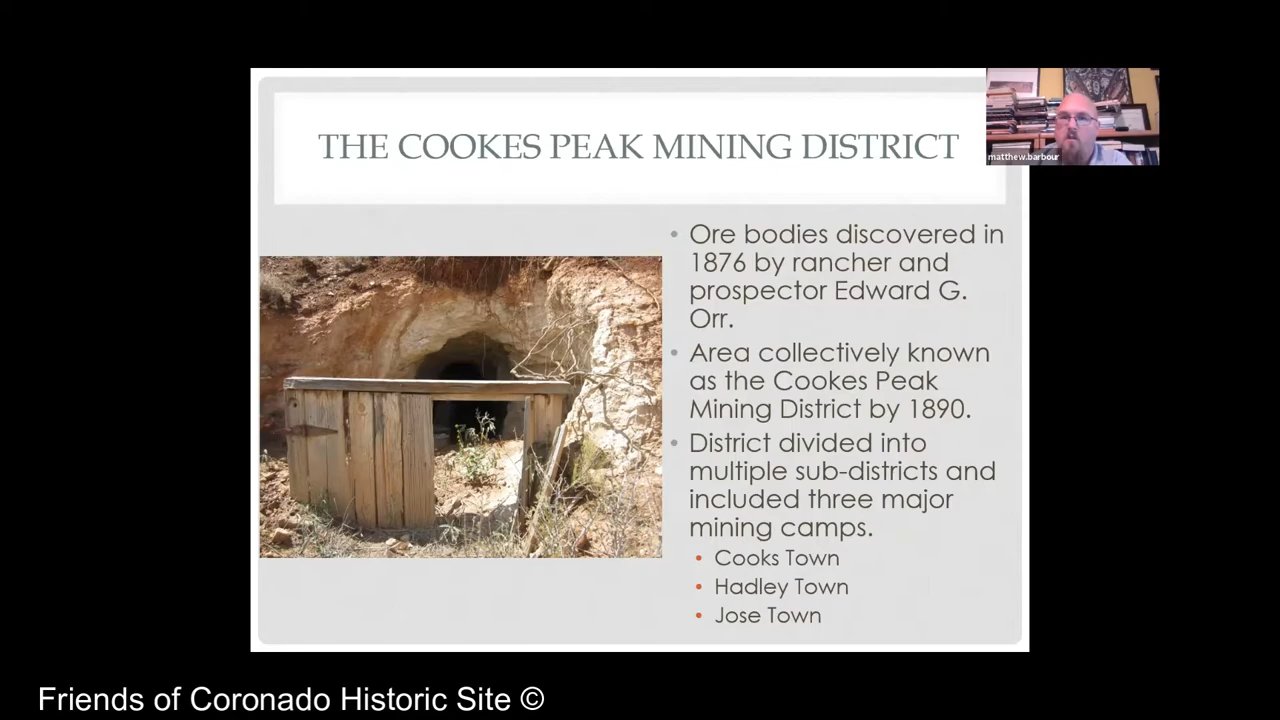 THE COOKES PEAK MINING DISTRICT
matthew.barbour
• Ore bodies discovered in
1876 by rancher and
prospector Edward G.
Orr.
• Area collectively known
as the Cookes Peak
Mining District by 1890.
• District divided into
multiple sub-districts and
included three major
mining camps.
• Cooks Town
• Hadley Town
• Jose Town
Friends of Coronado Historic Site ©